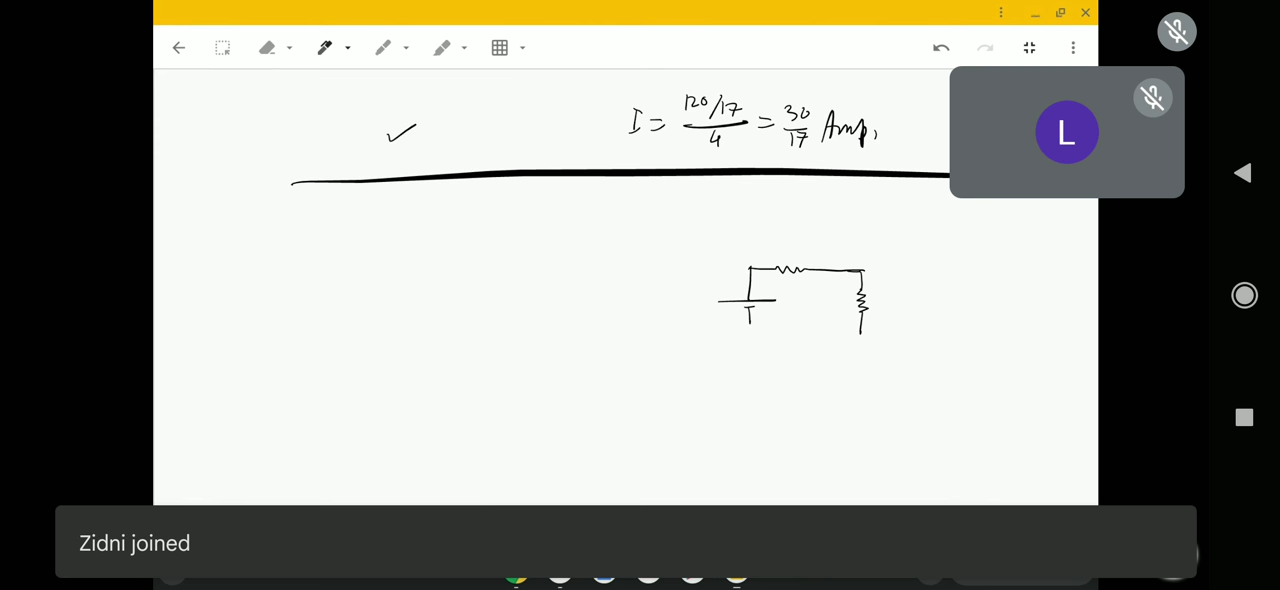 I = 120/17 / 4 = 30/17 Amp.
L
Zidni joined